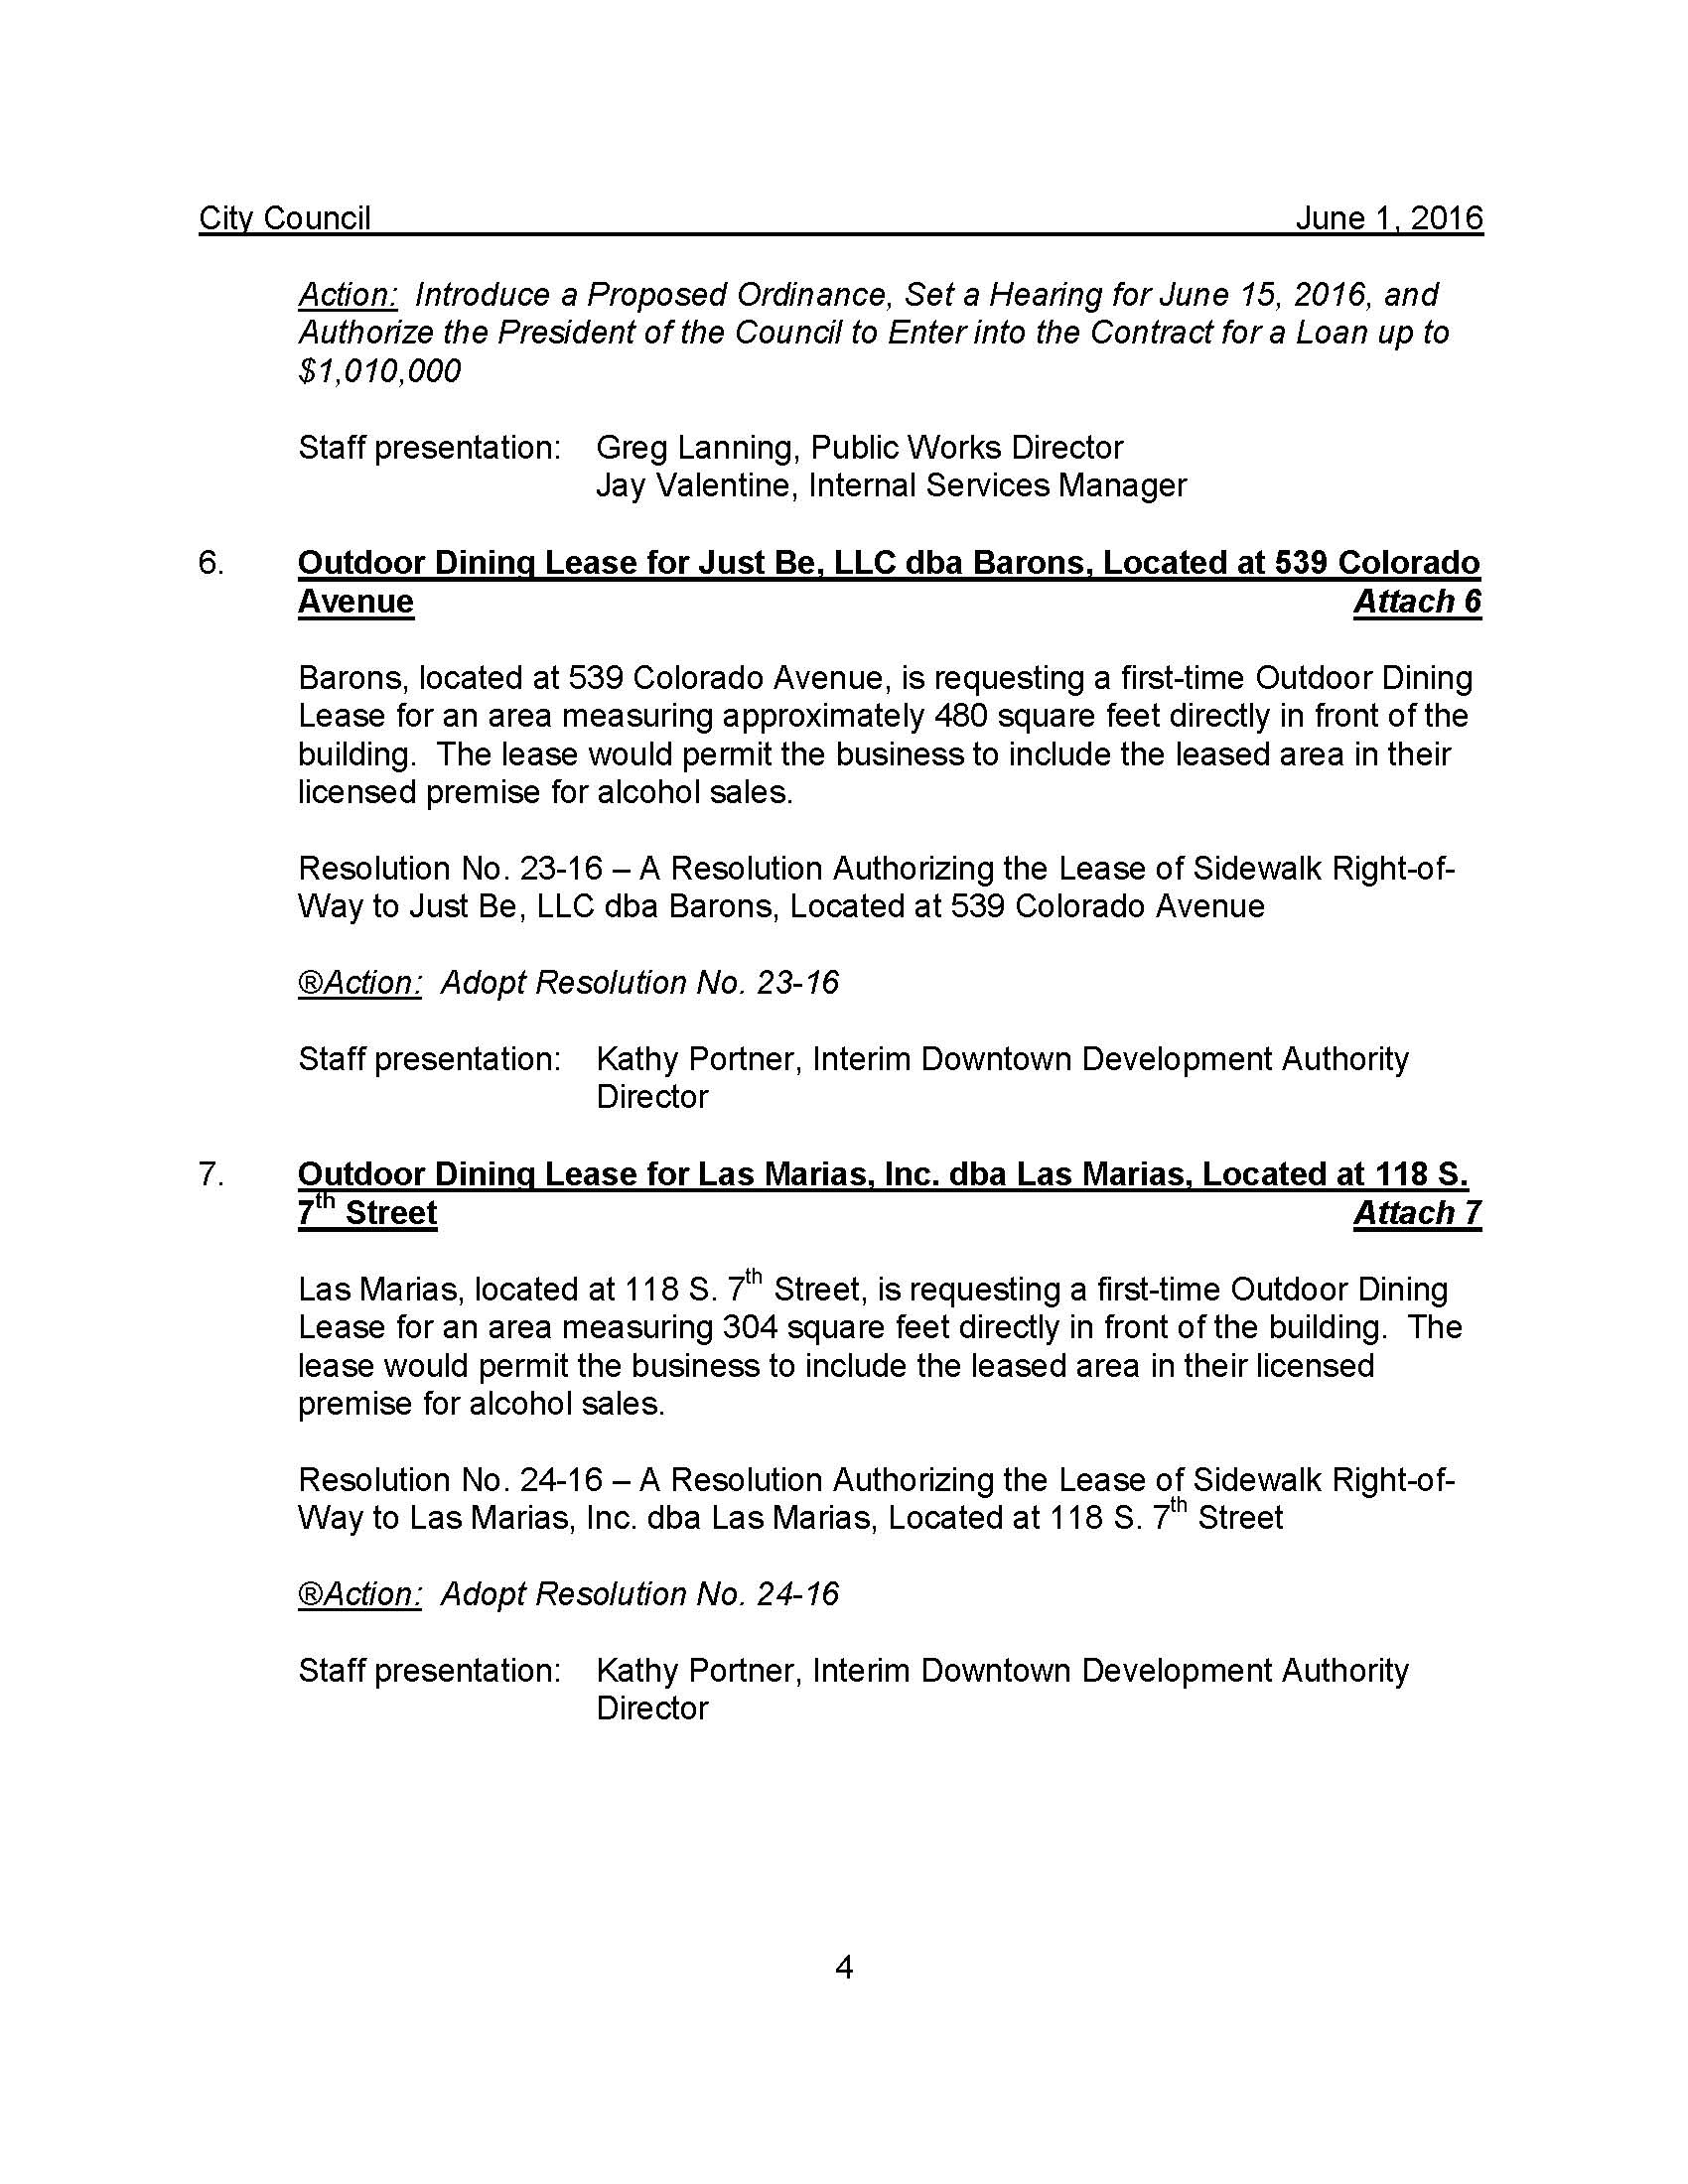 City Council June 1, 2016
Action: Introduce a Proposed Ordinance, Set a Hearing for June 15, 2016, and
Authorize the President of the Council to Enter into the Contract for a Loan up to
$1,010,000
Staff presentation: Greg Lanning, Public Works Director
Jay Valentine, Internal Services Manager
6. Outdoor Dining Lease for Just Be, LLC dba Barons, Located at 539 Colorado
Avenue Attach 6
Barons, located at 539 Colorado Avenue, is requesting a first-time Outdoor Dining
Lease for an area measuring approximately 480 square feet directly in front of the
building. The lease would permit the business to include the leased area in their
licensed premise for alcohol sales.
Resolution No. 23-16 – A Resolution Authorizing the Lease of Sidewalk Right-of-
Way to Just Be, LLC dba Barons, Located at 539 Colorado Avenue
®Action: Adopt Resolution No. 23-16
Staff presentation: Kathy Portner, Interim Downtown Development Authority
Director
7. Outdoor Dining Lease for Las Marias, Inc. dba Las Marias, Located at 118 S.
7th Street Attach 7
Las Marias, located at 118 S. 7th Street, is requesting a first-time Outdoor Dining
Lease for an area measuring 304 square feet directly in front of the building. The
lease would permit the business to include the leased area in their licensed
premise for alcohol sales.
Resolution No. 24-16 – A Resolution Authorizing the Lease of Sidewalk Right-of-
Way to Las Marias, Inc. dba Las Marias, Located at 118 S. 7th Street
®Action: Adopt Resolution No. 24-16
Staff presentation: Kathy Portner, Interim Downtown Development Authority
Director
4